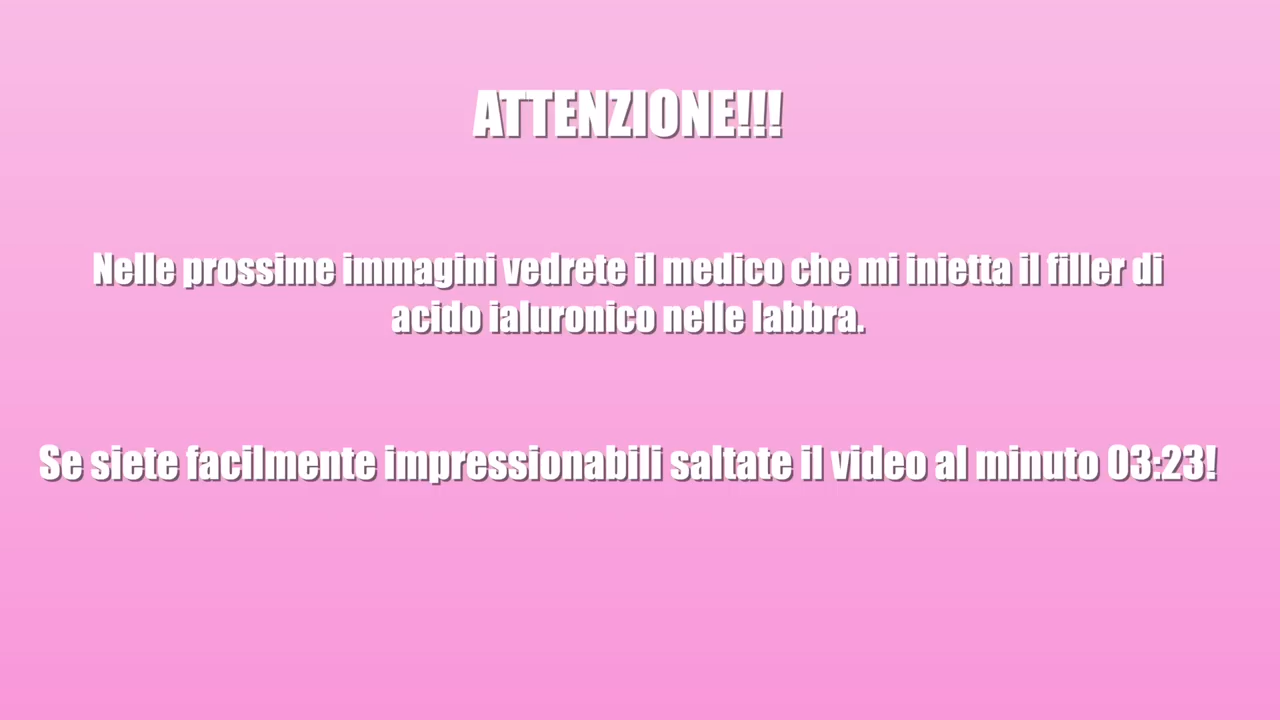 ATTENZIONE!!!
Nelle prossime immagini vedrete il medico che mi inietta il filler di
acido ialuronico nelle labbra.
Se siete facilmente impressionabili saltate il video al minuto 03:23!